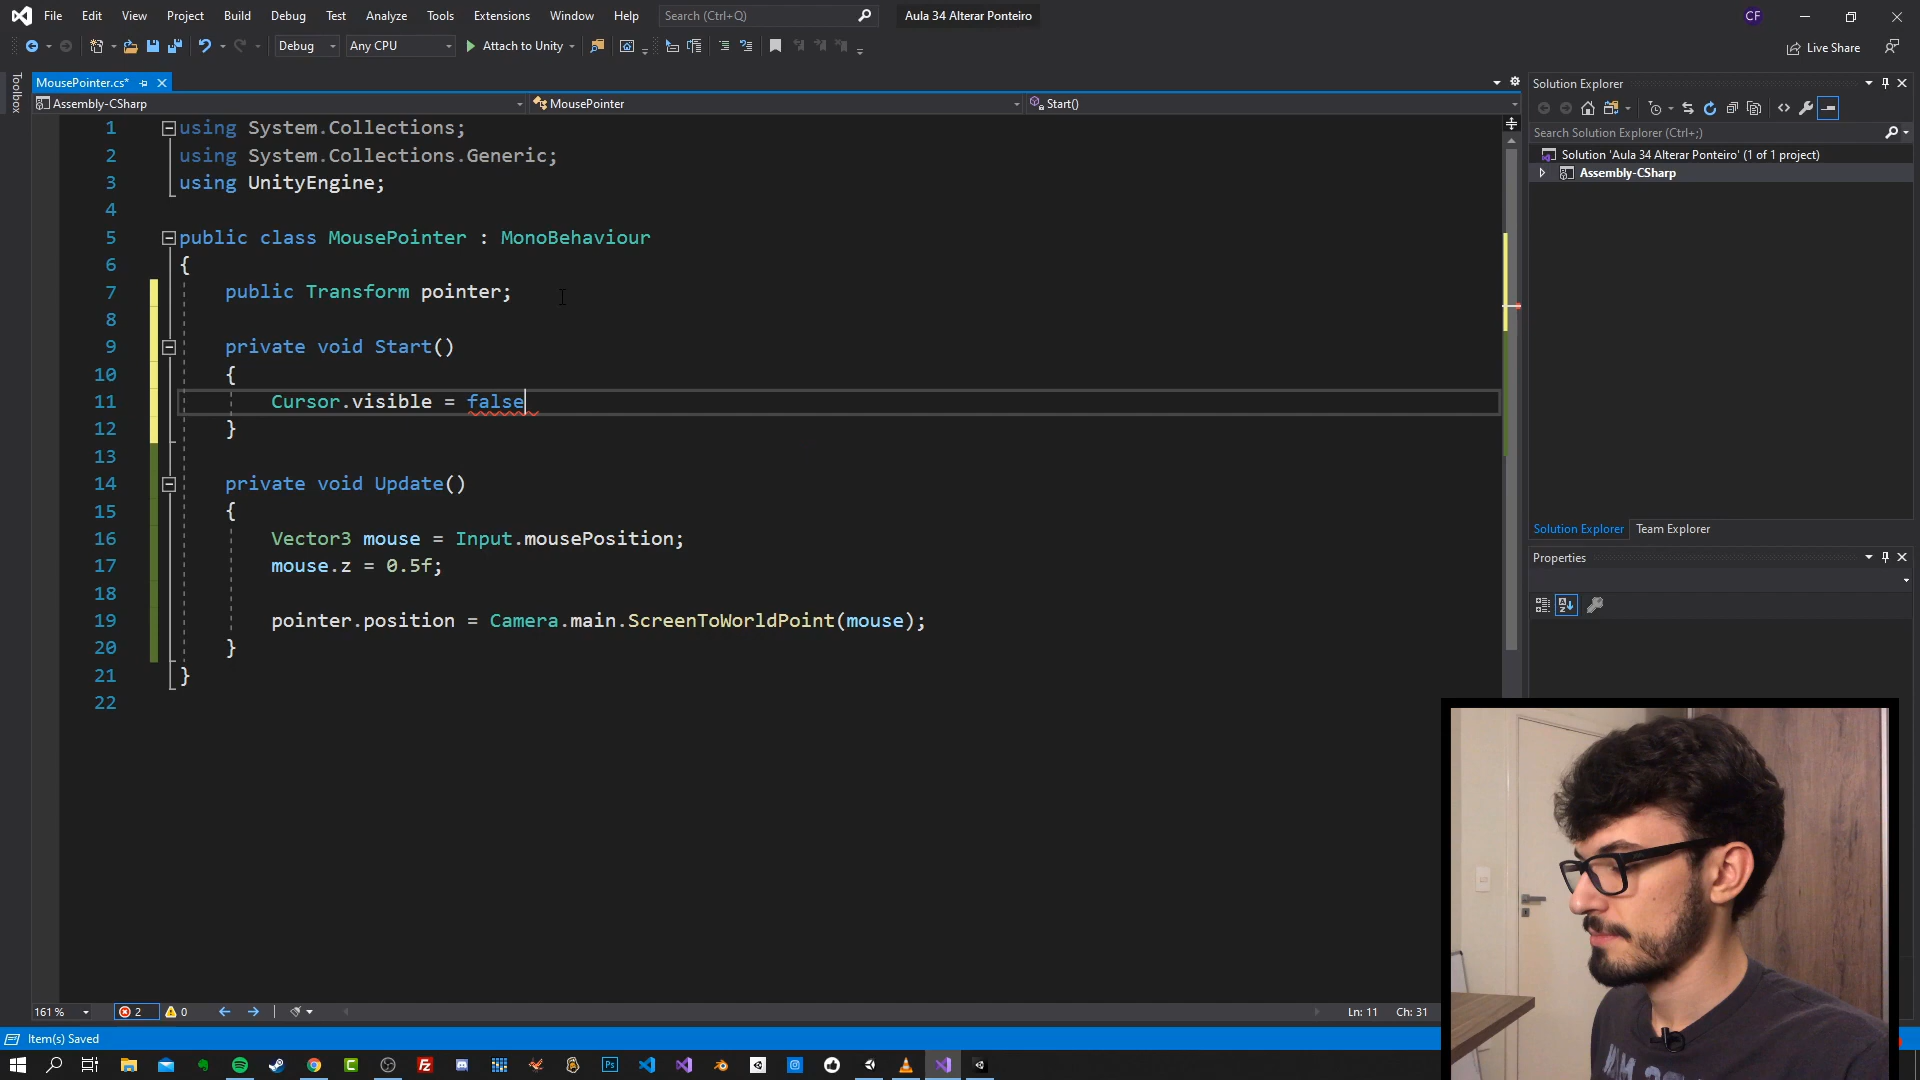 File Edit View Project Build Debug Test Analyze Tools Extensions Window Help Search (Ctrl+Q) Aula 34 Alterar Ponteiro CF
Debug Any CPU Attach to Unity Live Share
Toolbox
MousePointer.cs*
Assembly-CSharp MousePointer Start()
1 using System.Collections;
2 using System.Collections.Generic;
3 using UnityEngine;
4
5 public class MousePointer : MonoBehaviour
6 {
7 public Transform pointer;
8
9 private void Start()
10 {
11 Cursor.visible = false
12 }
13
14 private void Update()
15 {
16 Vector3 mouse = Input.mousePosition;
17 mouse.z = 0.5f;
18
19 pointer.position = Camera.main.ScreenToWorldPoint(mouse);
20 }
21 }
22
Solution Explorer
Search Solution Explorer (Ctrl+;)
Solution 'Aula 34 Alterar Ponteiro' (1 of 1 project)
Assembly-CSharp
Solution Explorer Team Explorer
Properties
161 % 2 0 Ln: 11 Ch: 31
Item(s) Saved
Fz Ps